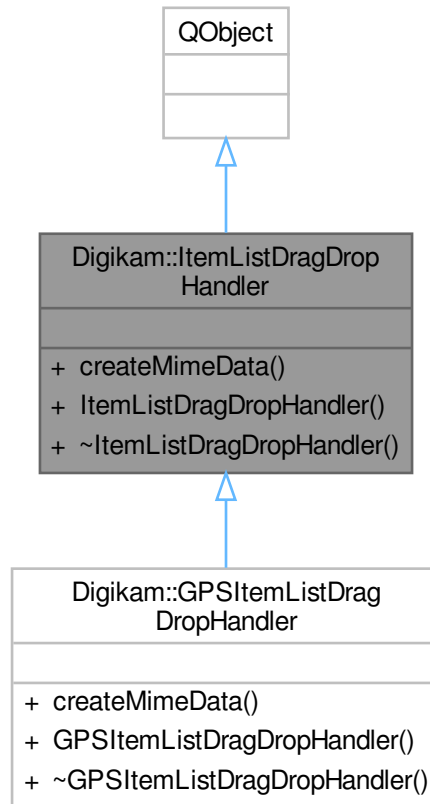 QObject
Digikam::ItemListDragDrop
Handler
+ createMimeData()
+ ItemListDragDropHandler()
+ ~ItemListDragDropHandler()
Digikam::GPSItemListDrag
DropHandler
+ createMimeData()
+ GPSItemListDragDropHandler()
+ ~GPSItemListDragDropHandler()